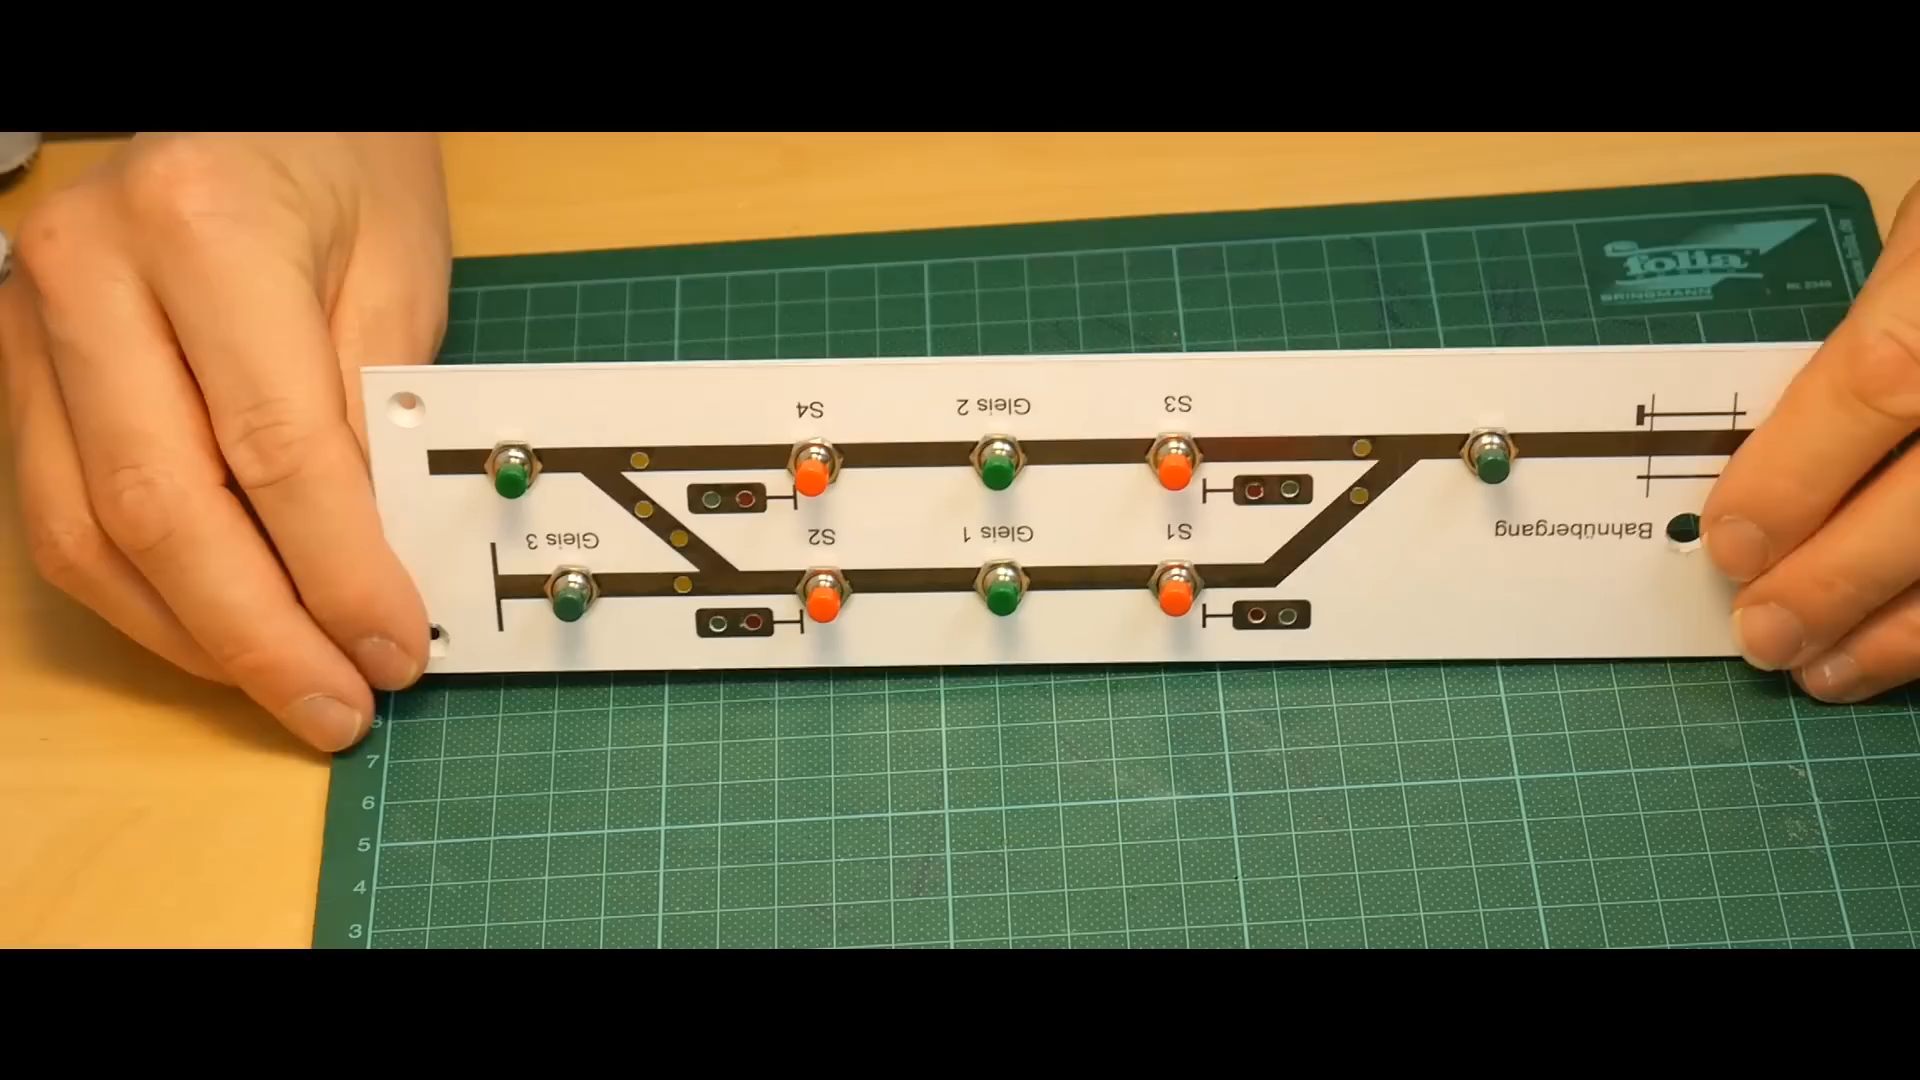 folia®
BRINGMANN
S4
Gleis 2
S3
Gleis 3
S2
Gleis 1
S1
Bahnübergang
8
7
6
5
4
3